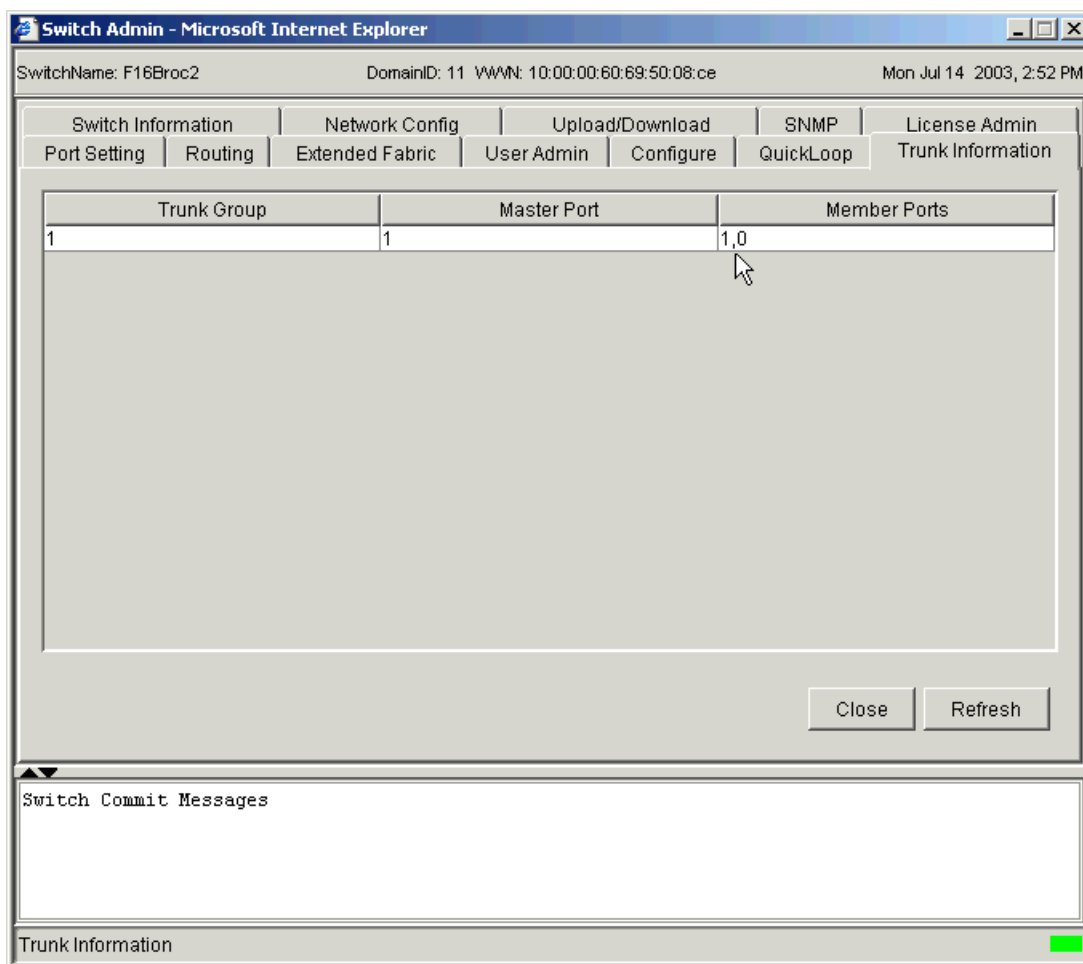 Switch Admin - Microsoft Internet Explorer
SwitchName: F16Broc2 DomainID: 11 WWN: 10:00:00:60:69:50:08:ce Mon Jul 14 2003, 2:52 PM
Switch Information Network Config Upload/Download SNMP License Admin
Port Setting Routing Extended Fabric User Admin Configure QuickLoop Trunk Information
Trunk Group Master Port Member Ports
1 1 1,0
Close Refresh
Switch Commit Messages
Trunk Information